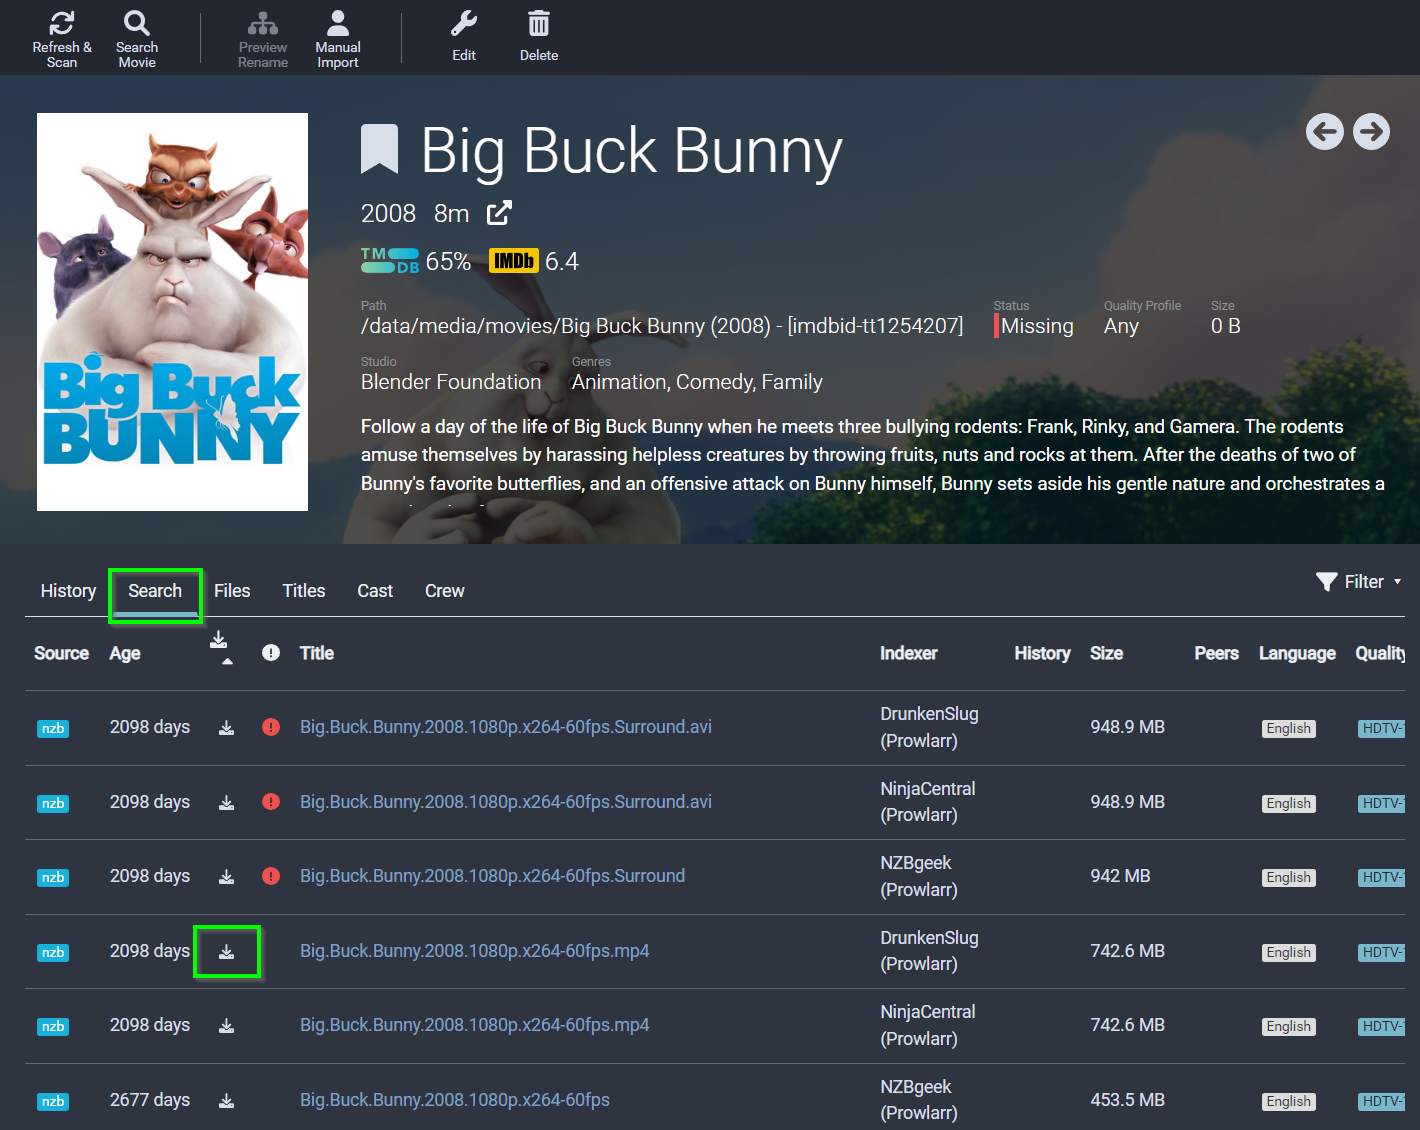 Refresh &
Scan
Search
Movie
Preview
Rename
Manual
Import
Edit
Delete
Big Buck
BUNNY
Big Buck Bunny
2008 8m
TM
DB 65% IMDb 6.4
Path
/data/media/movies/Big Buck Bunny (2008) - [imdbid-tt1254207]
Status
Missing
Quality Profile
Any
Size
0 B
Studio
Blender Foundation
Genres
Animation, Comedy, Family
Follow a day of the life of Big Buck Bunny when he meets three bullying rodents: Frank, Rinky, and Gamera. The rodents
amuse themselves by harassing helpless creatures by throwing fruits, nuts and rocks at them. After the deaths of two of
Bunny's favorite butterflies, and an offensive attack on Bunny himself, Bunny sets aside his gentle nature and orchestrates a
History Search Files Titles Cast Crew Filter
Source Age Title Indexer History Size Peers Language Quality
nzb 2098 days Big.Buck.Bunny.2008.1080p.x264-60fps.Surround.avi DrunkenSlug (Prowlarr) 948.9 MB English HDTV-
nzb 2098 days Big.Buck.Bunny.2008.1080p.x264-60fps.Surround.avi NinjaCentral (Prowlarr) 948.9 MB English HDTV-
nzb 2098 days Big.Buck.Bunny.2008.1080p.x264-60fps.Surround NZBgeek (Prowlarr) 942 MB English HDTV-
nzb 2098 days Big.Buck.Bunny.2008.1080p.x264-60fps.mp4 DrunkenSlug (Prowlarr) 742.6 MB English HDTV-
nzb 2098 days Big.Buck.Bunny.2008.1080p.x264-60fps.mp4 NinjaCentral (Prowlarr) 742.6 MB English HDTV-
nzb 2677 days Big.Buck.Bunny.2008.1080p.x264-60fps NZBgeek (Prowlarr) 453.5 MB English HDTV-